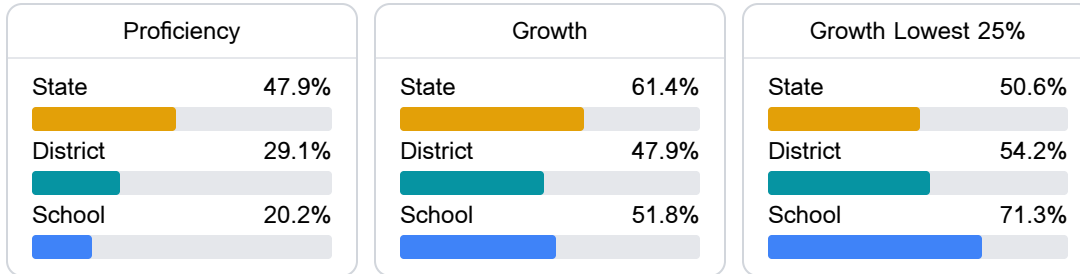 Proficiency
State 47.9%
District 29.1%
School 20.2%
Growth
State 61.4%
District 47.9%
School 51.8%
Growth Lowest 25%
State 50.6%
District 54.2%
School 71.3%